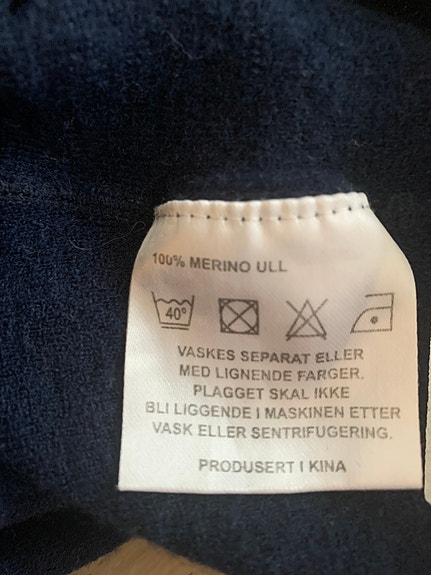 100% MERINO ULL
40°
VASKES SEPARAT ELLER
MED LIGNENDE FARGER.
PLAGGET SKAL IKKE
BLI LIGGENDE I MASKINEN ETTER
VASK ELLER SENTRIFUGERING.
PRODUSERT I KINA